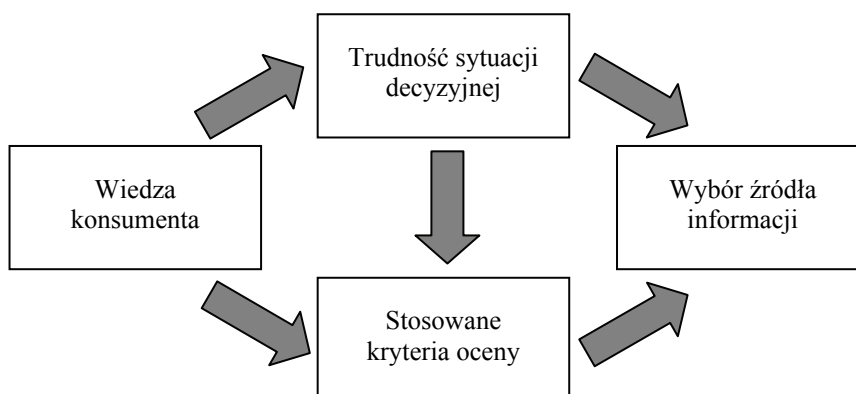 Trudność sytuacji
decyzyjnej
Wiedza
konsumenta
Wybór źródła
informacji
Stosowane
kryteria oceny